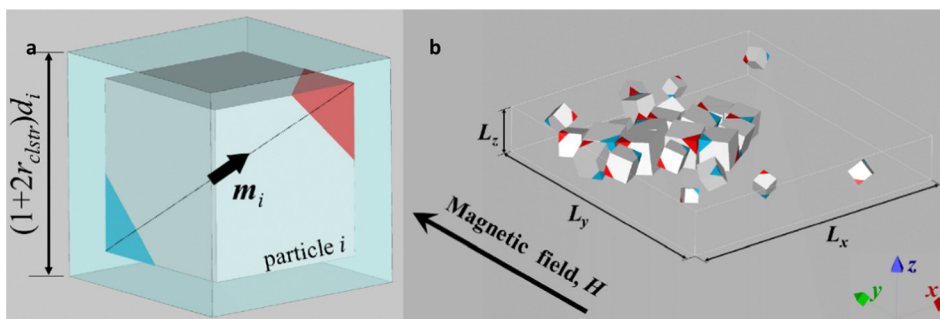 a
(1+2r_clstr)d_i
m_i
particle i
b
L_z
L_y
L_x
Magnetic field, H
z
y
x